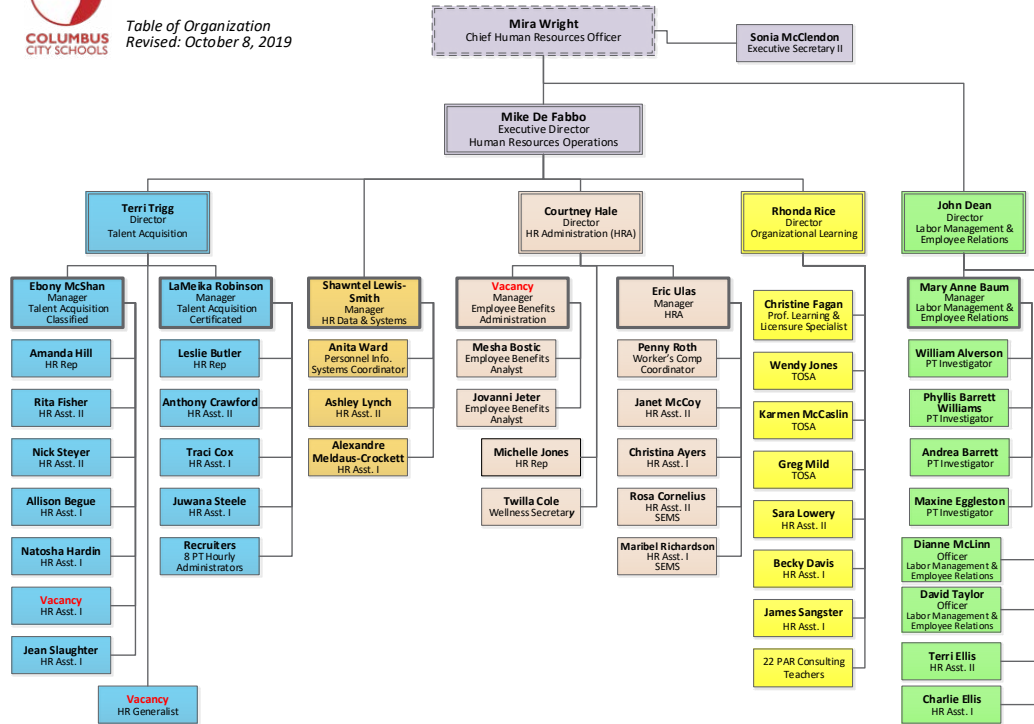 COLUMBUS
CITY SCHOOLS
Table of Organization
Revised: October 8, 2019
Mira Wright
Chief Human Resources Officer
Sonia McClendon
Executive Secretary II
Mike De Fabbo
Executive Director
Human Resources Operations
Terri Trigg
Director
Talent Acquisition
Courtney Hale
Director
HR Administration (HRA)
Rhonda Rice
Director
Organizational Learning
John Dean
Director
Labor Management &
Employee Relations
Ebony McShan
Manager
Talent Acquisition
Classified
Amanda Hill
HR Rep
Rita Fisher
HR Asst. II
Nick Steyer
HR Asst. II
Allison Begue
HR Asst. I
Natosha Hardin
HR Asst. I
Vacancy
HR Asst. I
Jean Slaughter
HR Asst. I
Vacancy
HR Generalist
LaMeika Robinson
Manager
Talent Acquisition
Certificated
Leslie Butler
HR Rep
Anthony Crawford
HR Asst. II
Traci Cox
HR Asst. I
Juwana Steele
HR Asst. I
Recruiters
8 PT Hourly
Administrators
Shawntel Lewis-
Smith
Manager
HR Data & Systems
Anita Ward
Personnel Info.
Systems Coordinator
Ashley Lynch
HR Asst. II
Alexandre
Meldaus-Crockett
HR Asst. I
Vacancy
Manager
Employee Benefits
Administration
Mesha Bostic
Employee Benefits
Analyst
Jovanni Jeter
Employee Benefits
Analyst
Michelle Jones
HR Rep
Twilla Cole
Wellness Secretary
Eric Ulas
Manager
HRA
Penny Roth
Worker's Comp
Coordinator
Janet McCoy
HR Asst. II
Christina Ayers
HR Asst. I
Rosa Cornelius
HR Asst. II
SEMS
Maribel Richardson
HR Asst. I
SEMS
Christine Fagan
Prof. Learning &
Licensure Specialist
Wendy Jones
TOSA
Karmen McCaslin
TOSA
Greg Mild
TOSA
Sara Lowery
HR Asst. II
Becky Davis
HR Asst. I
James Sangster
HR Asst. I
22 PAR Consulting
Teachers
Mary Anne Baum
Manager
Labor Management &
Employee Relations
William Alverson
PT Investigator
Phyllis Barrett
Williams
PT Investigator
Andrea Barrett
PT Investigator
Maxine Eggleston
PT Investigator
Dianne McLinn
Officer
Labor Management &
Employee Relations
David Taylor
Officer
Labor Management &
Employee Relations
Terri Ellis
HR Asst. II
Charlie Ellis
HR Asst. I